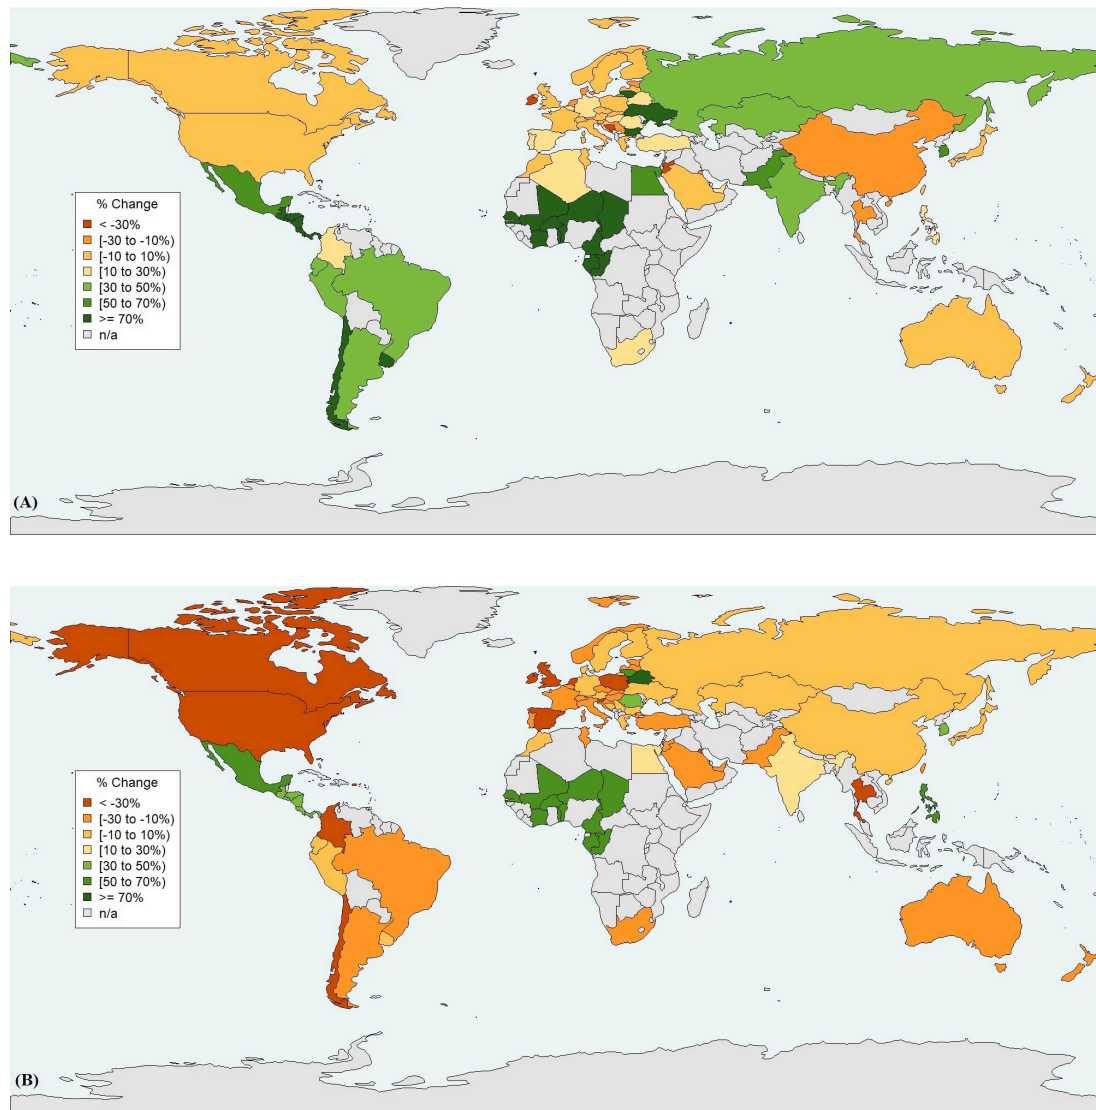 % Change
< -30%
[-30 to -10%)
[-10 to 10%)
[10 to 30%)
[30 to 50%)
[50 to 70%)
>= 70%
n/a
(A)
% Change
< -30%
[-30 to -10%)
[-10 to 10%)
[10 to 30%)
[30 to 50%)
[50 to 70%)
>= 70%
n/a
(B)